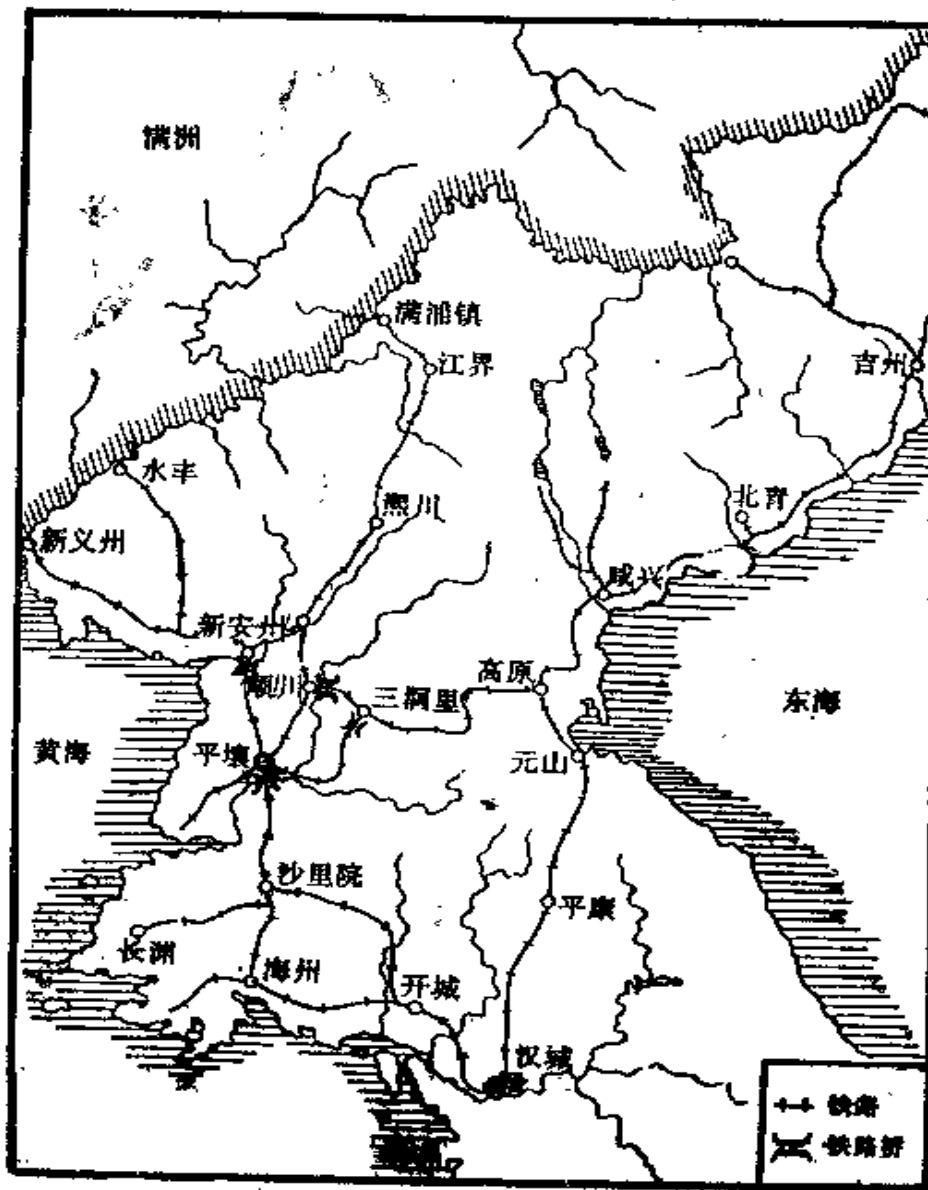 满洲
满浦镇
江界
吉州
水丰
熙川
北青
新义州
咸兴
新安州
顺川
高原
三洞里
东海
黄海
平壤
元山
沙里院
平康
长渊
海州
开城
汉城
铁路
铁路桥